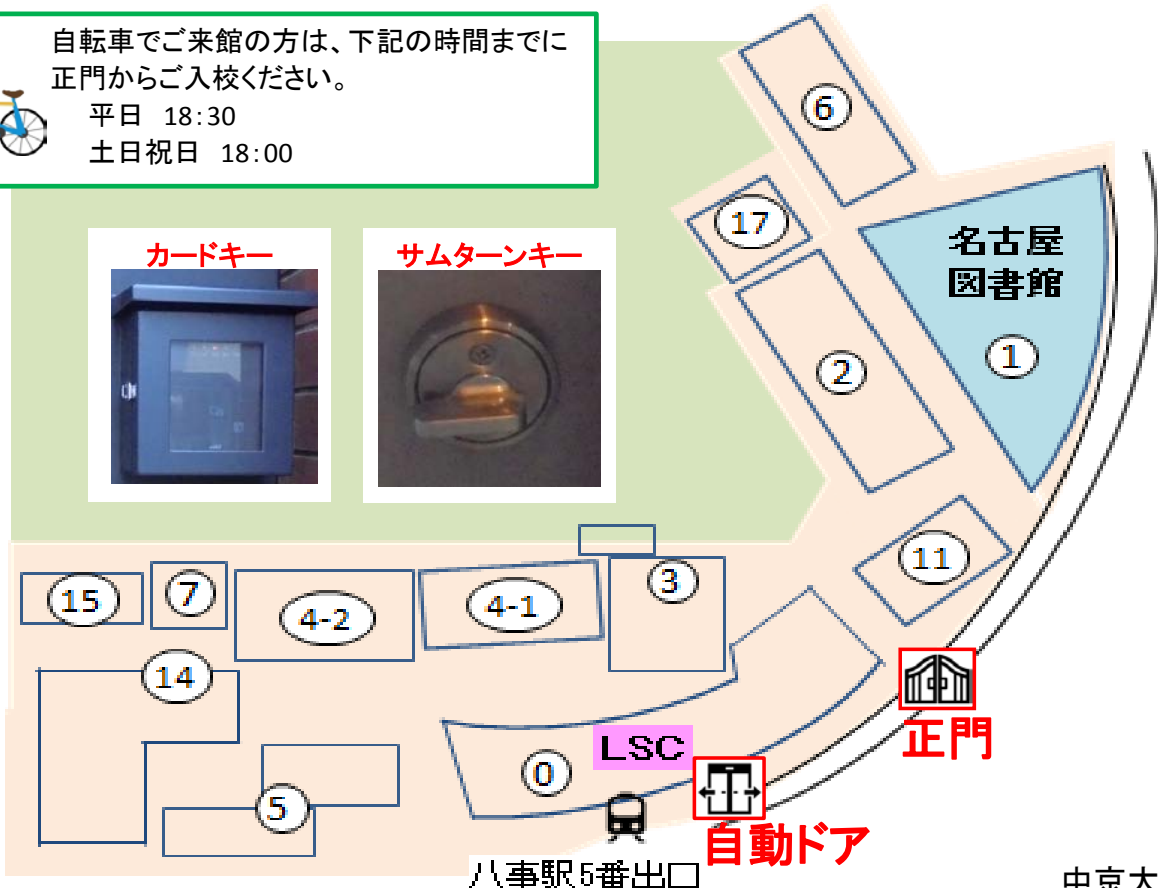 自転車でご来館の方は、下記の時間までに
正門からご入校ください。
平日 18:30
土日祝日 18:00
6
17
名古屋
図書館
カードキー
サムターンキー
1
2
11
3
15
7
4-2
4-1
14
正門
LSC
0
5
自動ドア
八事駅5番出口
中京大